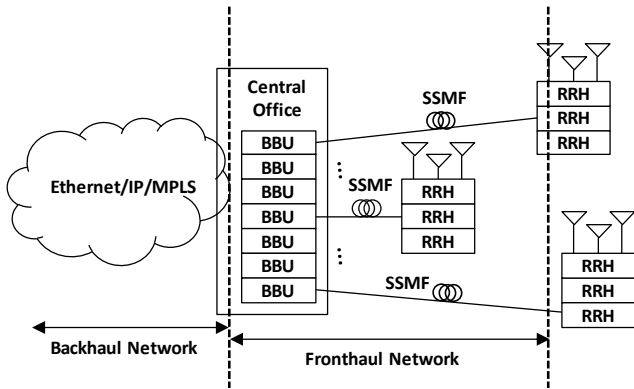 Central
Office
BBU
BBU
BBU
BBU
BBU
BBU
BBU
Ethernet/IP/MPLS
SSMF
SSMF
SSMF
RRH
RRH
RRH
RRH
RRH
RRH
RRH
RRH
RRH
Backhaul Network
Fronthaul Network